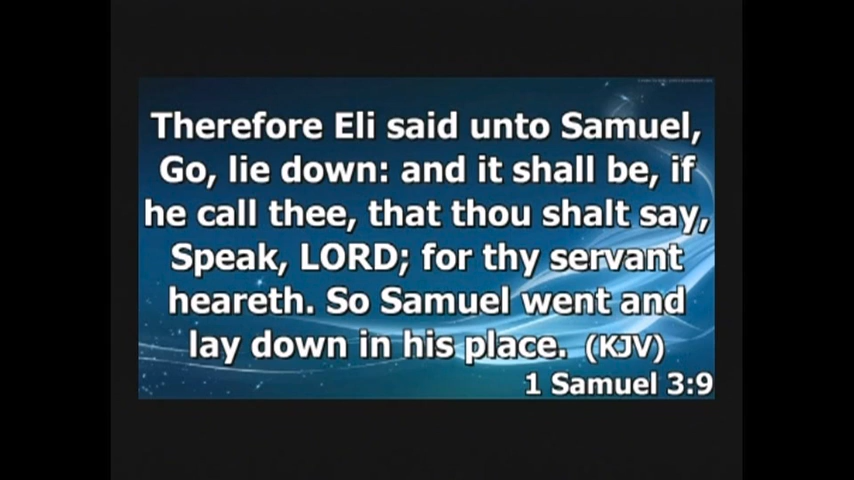 Therefore Eli said unto Samuel,
Go, lie down: and it shall be, if
he call thee, that thou shalt say,
Speak, LORD; for thy servant
heareth. So Samuel went and
lay down in his place. (KJV)
1 Samuel 3:9